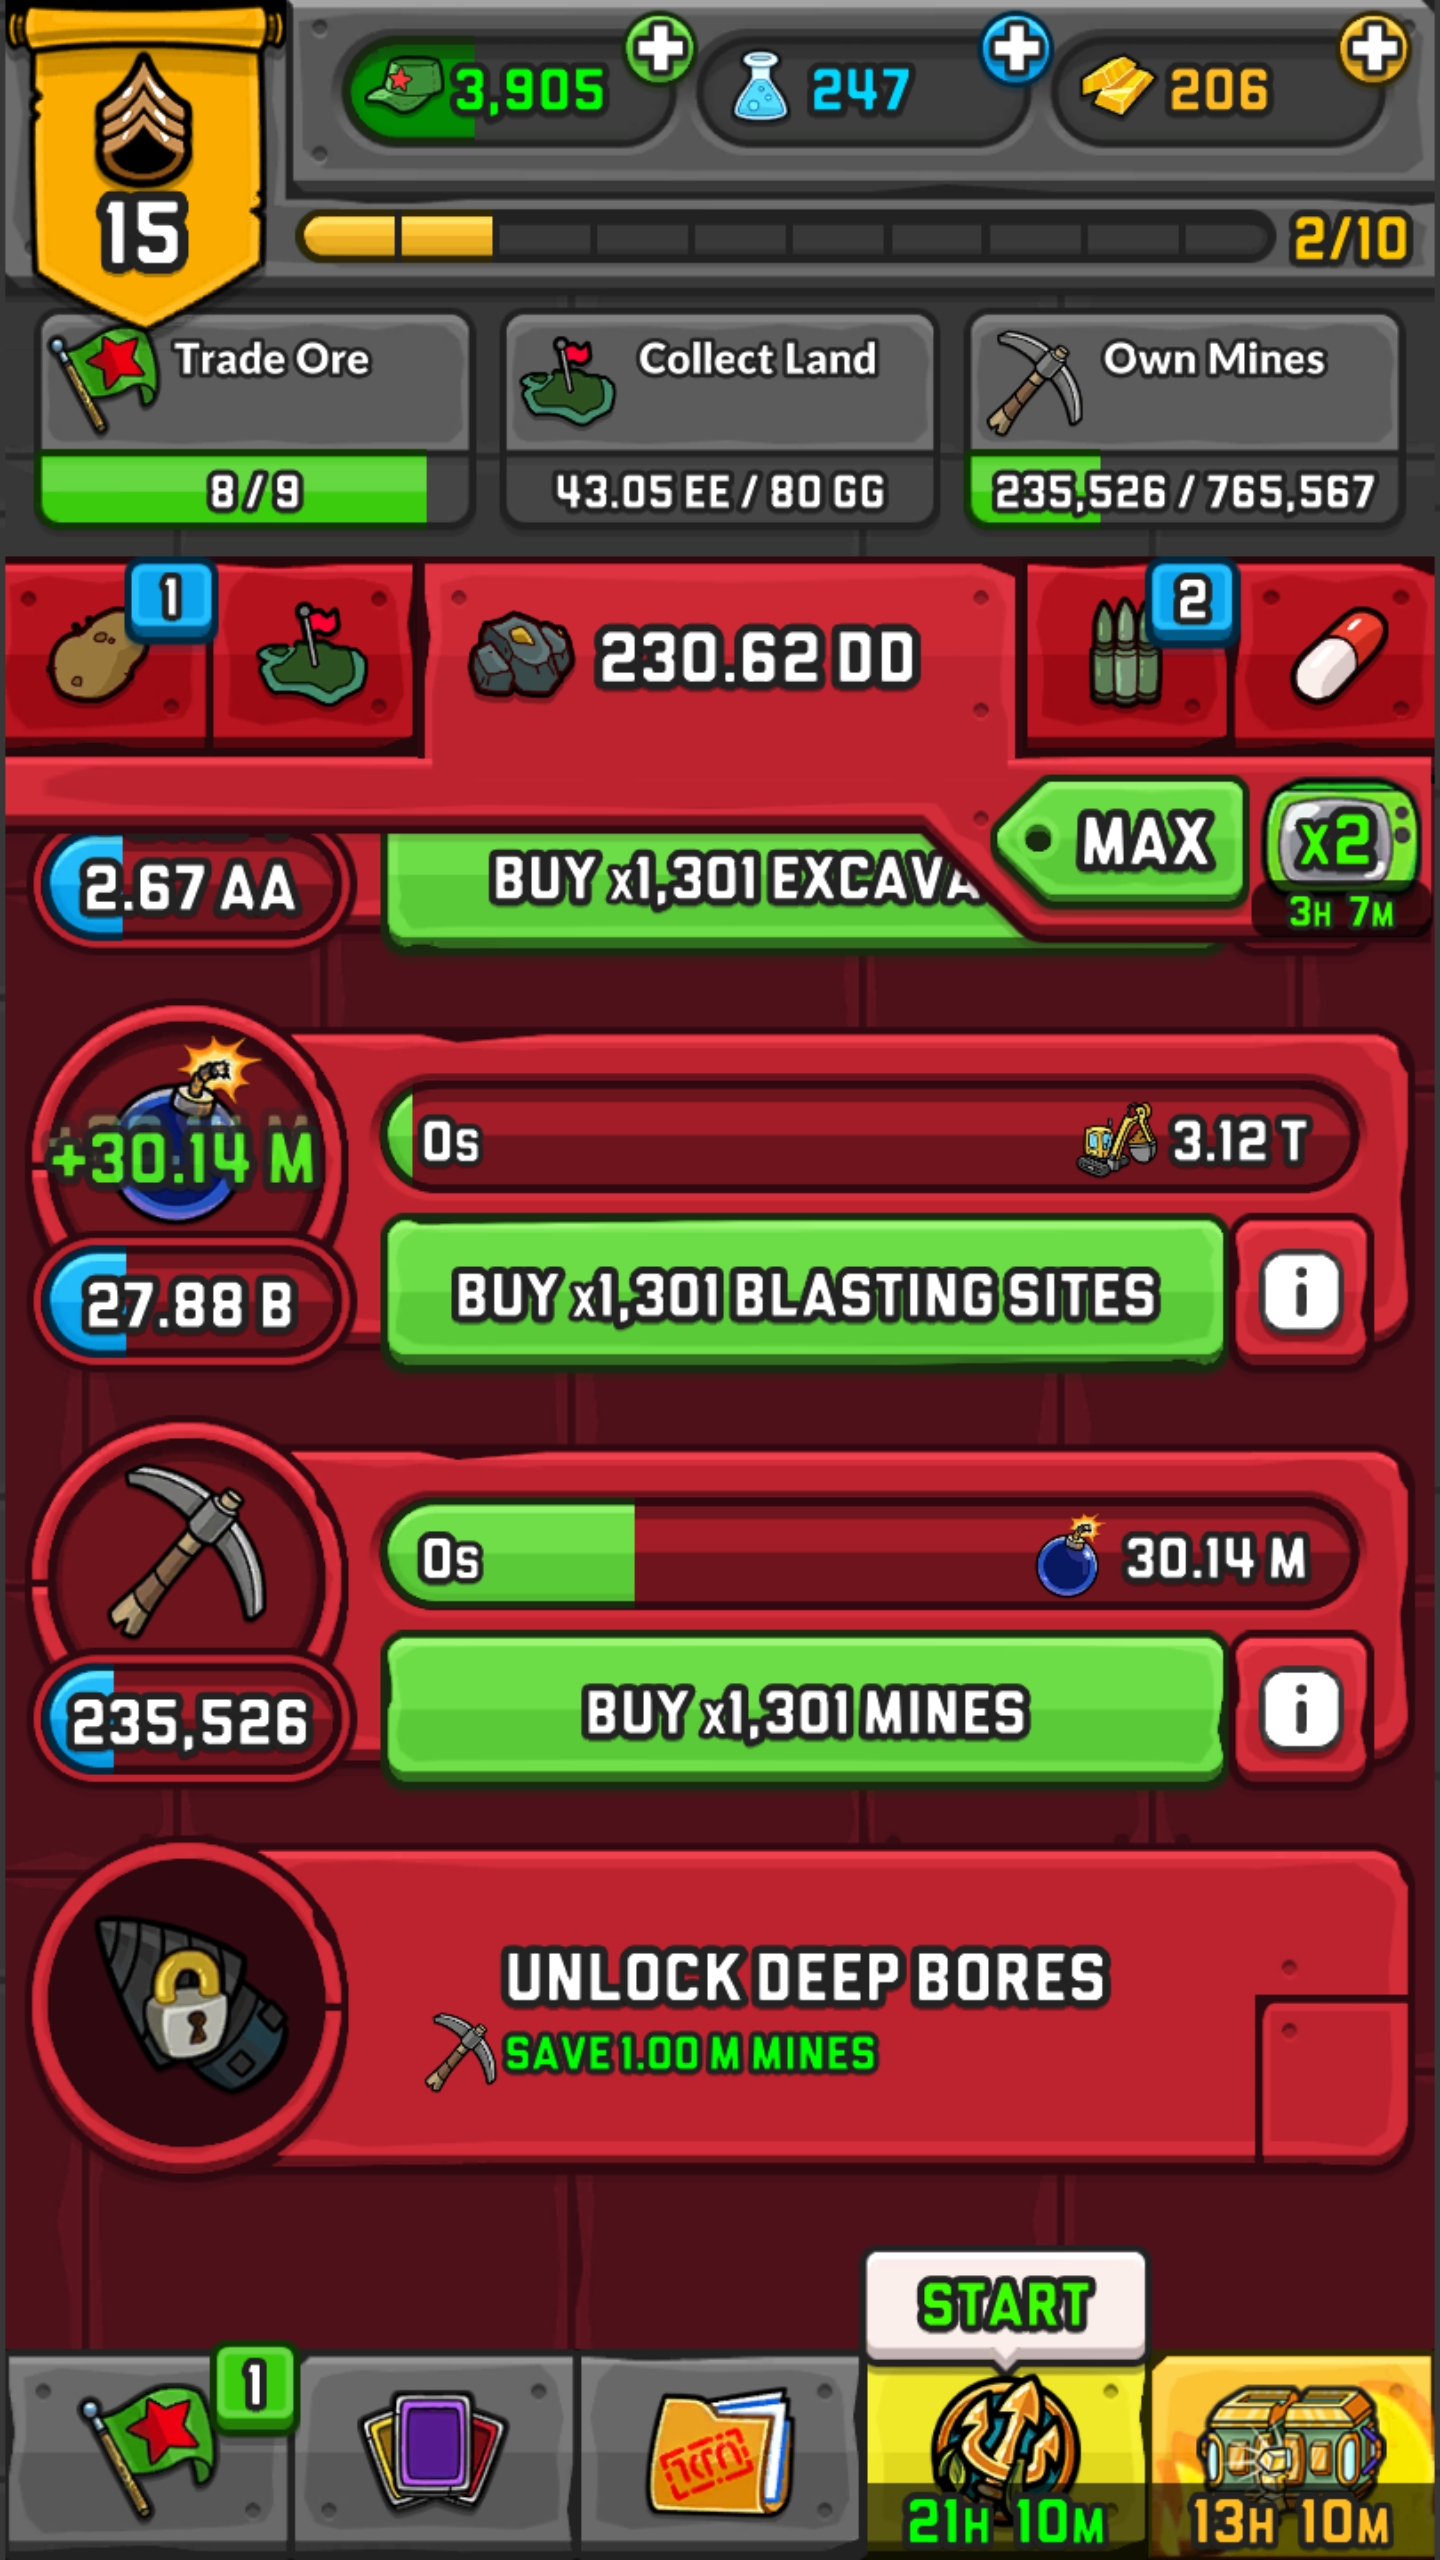 3,905
247
206
15
2/10
Trade Ore
Collect Land
Own Mines
8/9
43.05 EE / 80 GG
235,526 / 765,567
1
230.62 DD
2
MAX
x2
3H 7M
2.67 AA
BUY x1,301 EXCAVA
+30.14 M
0s
3.12 T
27.88 B
BUY x1,301 BLASTING SITES
i
0s
30.14 M
235,526
BUY x1,301 MINES
i
UNLOCK DEEP BORES
SAVE 1.00 M MINES
START
1
21H 10M
13H 10M